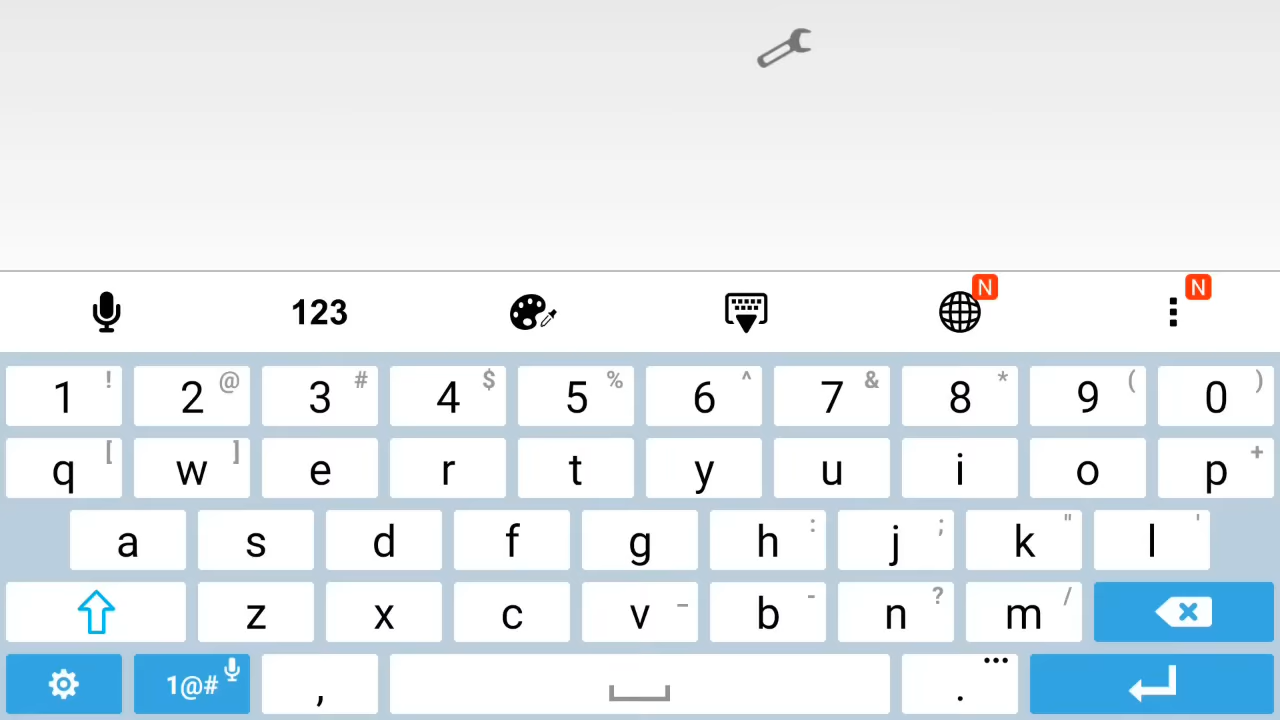 123 N N
1 ! 2 @ 3 # 4 $ 5 % 6 ^ 7 & 8 * 9 ( 0 )
q [ w ] e r t y u i o p +
a s d f g h : j ; k " l '
z x c v _ b - n ? m /
1@# , . •••